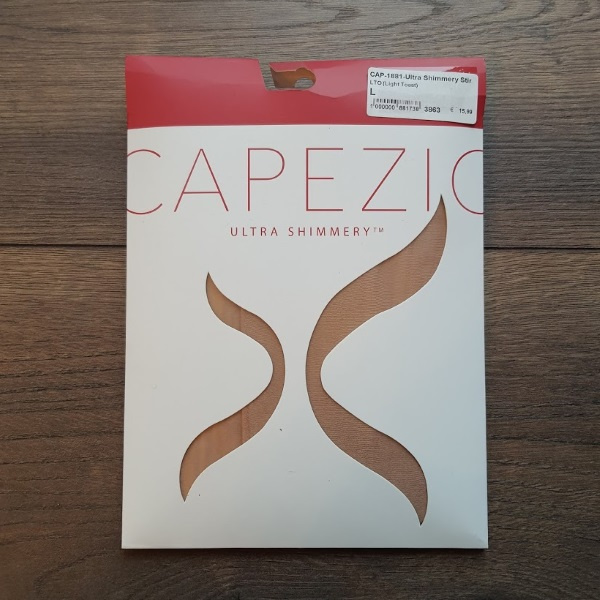 CAP-1881-Ultra Shimmery Stir
LTO (Light Toast)
L
3963 € 15,99
CAPEZIO
ULTRA SHIMMERY™